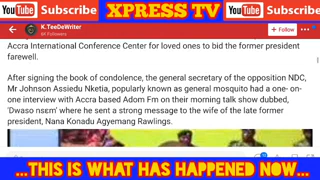 YouTube Subscribe XPRESS TV YouTube Subscribe
K.TeeDeWriter
84 Followers
+ Follow
Accra International Conference Center for loved ones to bid the former president
farewell.
After signing the book of condolence, the general secretary of the opposition NDC,
Mr Johnson Assiedu Nketia, popularly known as general mosquito had a one- on-
one-interview with Accra based Adom Fm on their morning talk show dubbed,
'Dwaso nsɛm' where he sent a strong message to the wife of the late former
president, Nana Konadu Agyemang Rawlings.
...THIS IS WHAT HAS HAPPENED NOW...